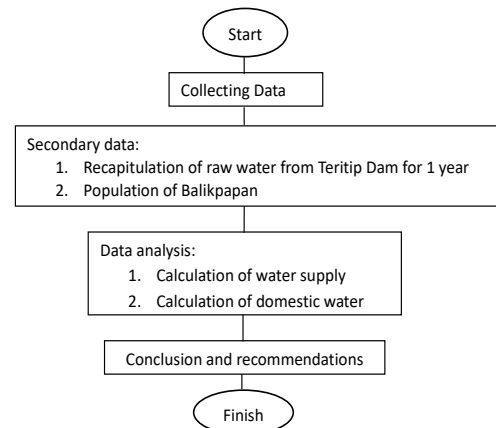 Start
Collecting Data
Secondary data:
1. Recapitulation of raw water from Teritip Dam for 1 year
2. Population of Balikpapan
Data analysis:
1. Calculation of water supply
2. Calculation of domestic water
Conclusion and recommendations
Finish